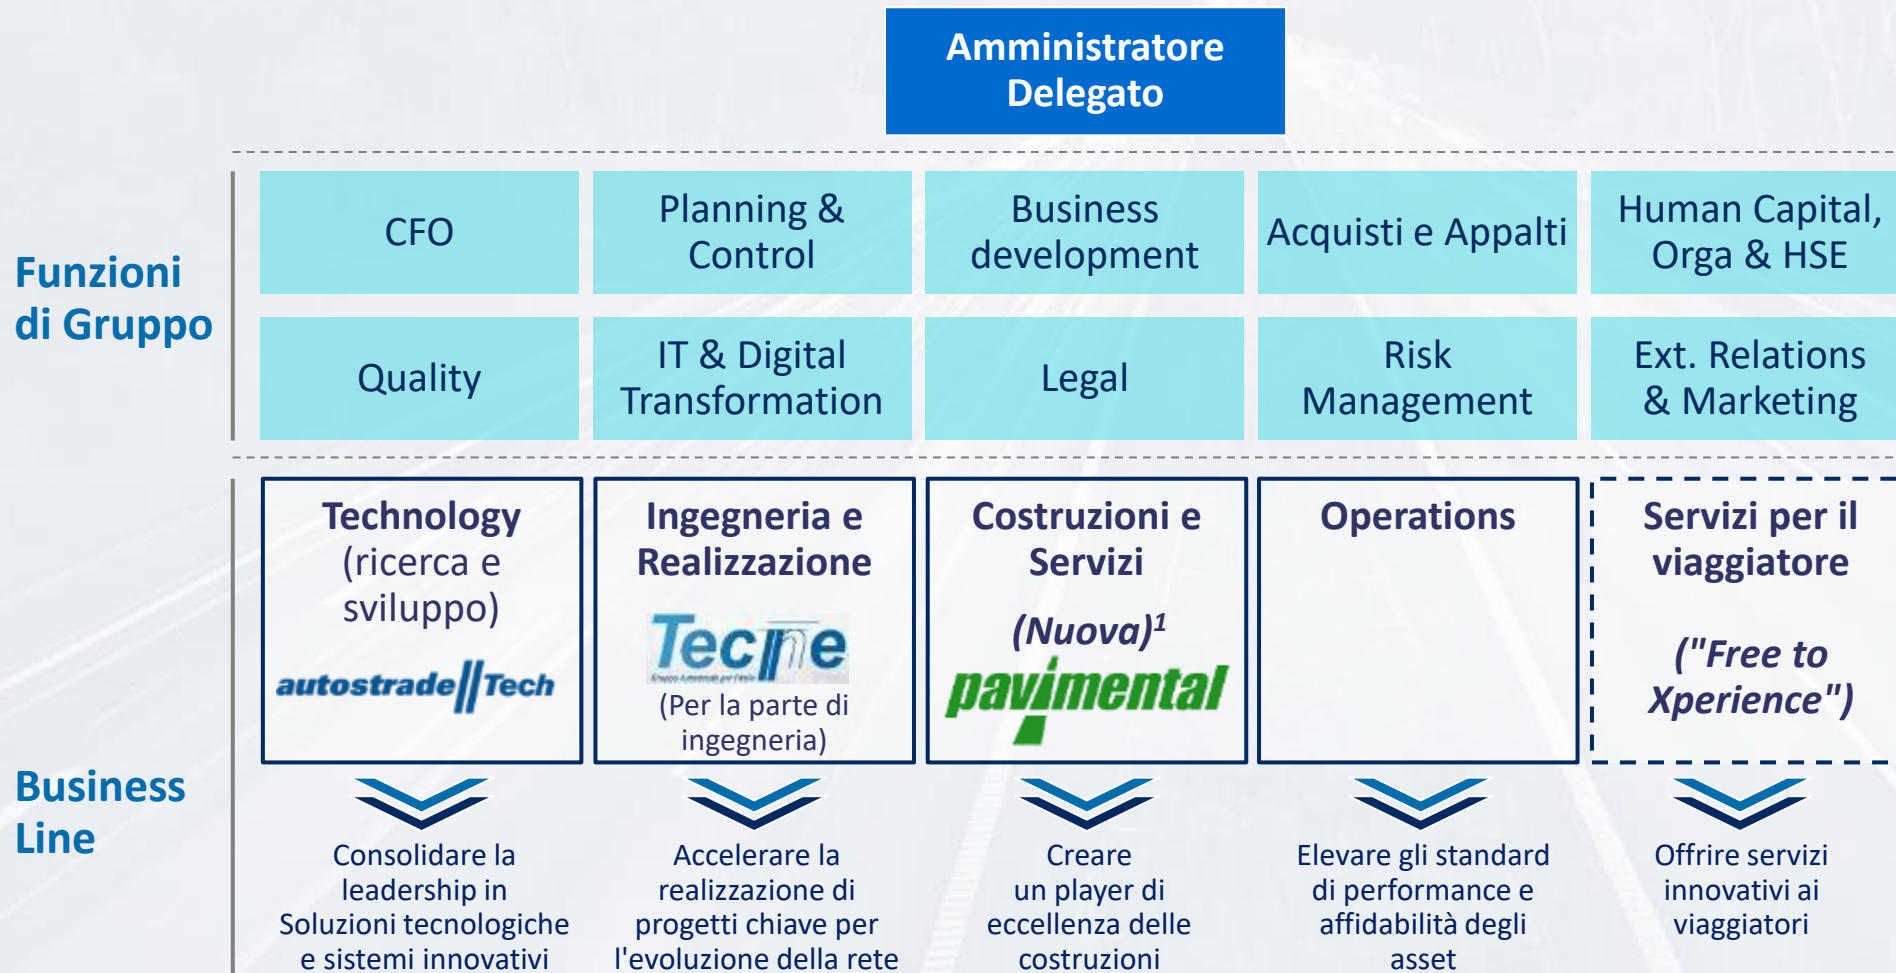 Amministratore
Delegato
Funzioni
di Gruppo
CFO
Planning &
Control
Business
development
Acquisti e Appalti
Human Capital,
Orga & HSE
Quality
IT & Digital
Transformation
Legal
Risk
Management
Ext. Relations
& Marketing
Business
Line
Technology
(ricerca e
sviluppo)
autostrade//Tech
Ingegneria e
Realizzazione
Tecne
Gruppo Autostrade per l'Italia
(Per la parte di
ingegneria)
Costruzioni e
Servizi
(Nuova)¹
pavimental
Operations
Servizi per il
viaggiatore
("Free to
Xperience")
Consolidare la
leadership in
Soluzioni tecnologiche
e sistemi innovativi
Accelerare la
realizzazione di
progetti chiave per
l'evoluzione della rete
Creare
un player di
eccellenza delle
costruzioni
Elevare gli standard
di performance e
affidabilità degli
asset
Offrire servizi
innovativi ai
viaggiatori